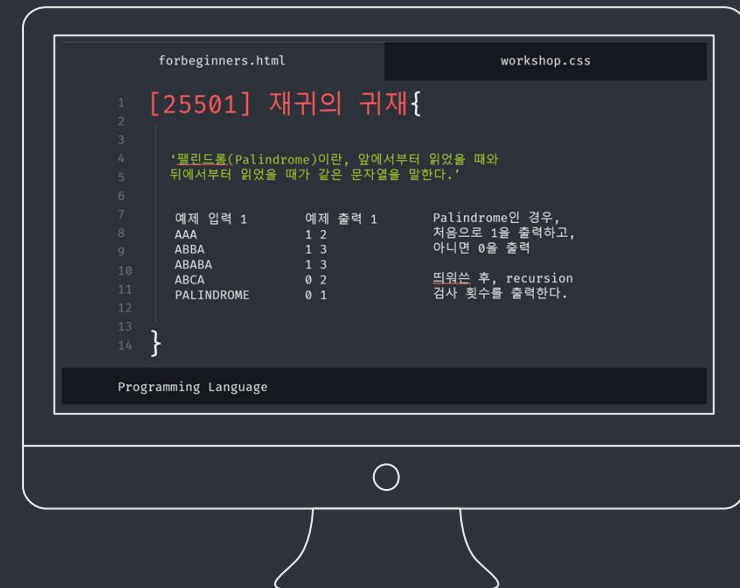 forbeginners.html
workshop.css
1
2
3
4
5
6
7
8
9
10
11
12
13
14
[25501] 재귀의 귀재{
‘팰린드롬(Palindrome)이란, 앞에서부터 읽었을 때와
뒤에서부터 읽었을 때가 같은 문자열을 말한다.’
예제 입력 1
AAA
ABBA
ABABA
ABCA
PALINDROME
예제 출력 1
1 2
1 3
1 3
0 2
0 1
Palindrome인 경우,
처음으로 1을 출력하고,
아니면 0을 출력
띄워쓴 후, recursion
검사 횟수를 출력한다.
}
Programming Language